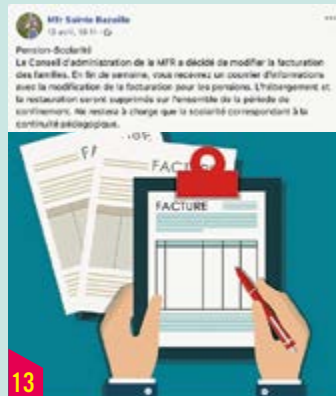 Mfr Sainte Bazeille
13 avril, 18:11
Pension-Scolarité
Le Conseil d'administration de la MFR a décidé de modifier la facturation
des familles. En fin de semaine, vous recevrez un courrier d'informations
avec la modification de la facturation pour les pensions. L'hébergement et
la restauration seront supprimés sur l'ensemble de la période de
confinement. Ne restera à charge que la scolarité correspondant à la
continuité pédagogique.
FACTURE
FACTURE
13